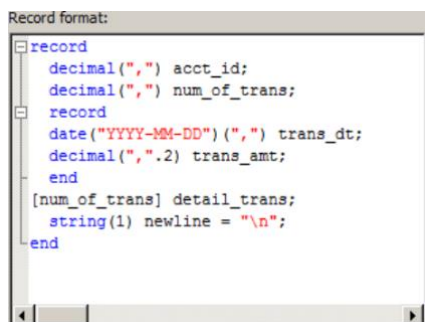 Record format:
record
decimal(",") acct_id;
decimal(",") num_of_trans;
record
date("YYYY-MM-DD")(",") trans_dt;
decimal(",".2) trans_amt;
end
[num_of_trans] detail_trans;
string(1) newline = "\n";
end